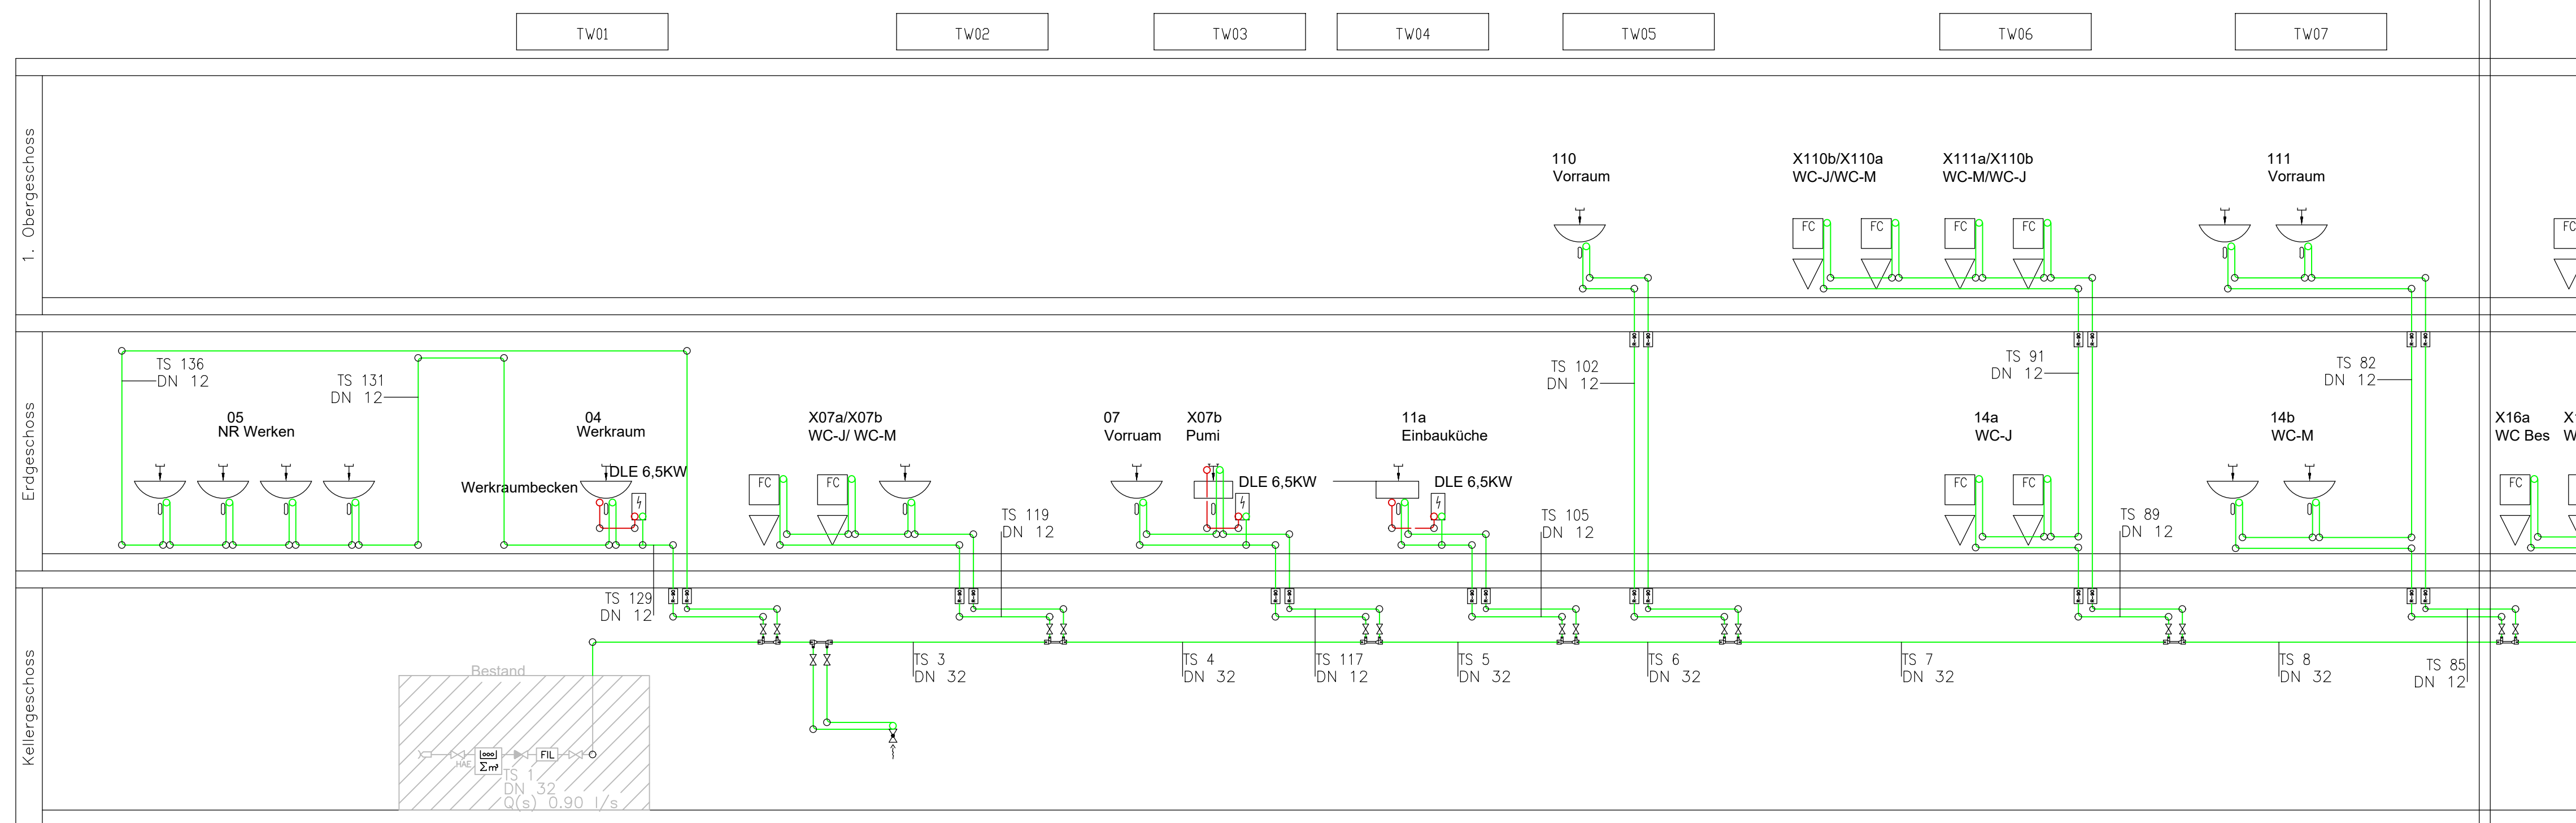 TW01
TW02
TW03
TW04
TW05
TW06
TW07
1. Obergeschoss
110
Vorraum
X110b/X110a
WC-J/WC-M
X111a/X110b
WC-M/WC-J
111
Vorraum
FC
FC
FC
FC
FC
Erdgeschoss
TS 136
DN 12
TS 131
DN 12
TS 102
DN 12
TS 91
DN 12
TS 82
DN 12
05
NR Werken
04
Werkraum
X07a/X07b
WC-J/ WC-M
07
Vorruam
X07b
Pumi
11a
Einbauküche
14a
WC-J
14b
WC-M
X16a
WC Bes
Werkraumbecken
DLE 6,5KW
FC
FC
DLE 6,5KW
DLE 6,5KW
FC
FC
FC
TS 119
DN 12
TS 105
DN 12
TS 89
DN 12
Kellergeschoss
TS 129
DN 12
Bestand
TS 3
DN 32
TS 4
DN 32
TS 117
DN 12
TS 5
DN 32
TS 6
DN 32
TS 7
DN 32
TS 8
DN 32
TS 85
DN 12
HAE
Σm³
FIL
TS 1
DN 32
Q(s) 0.90 l/s